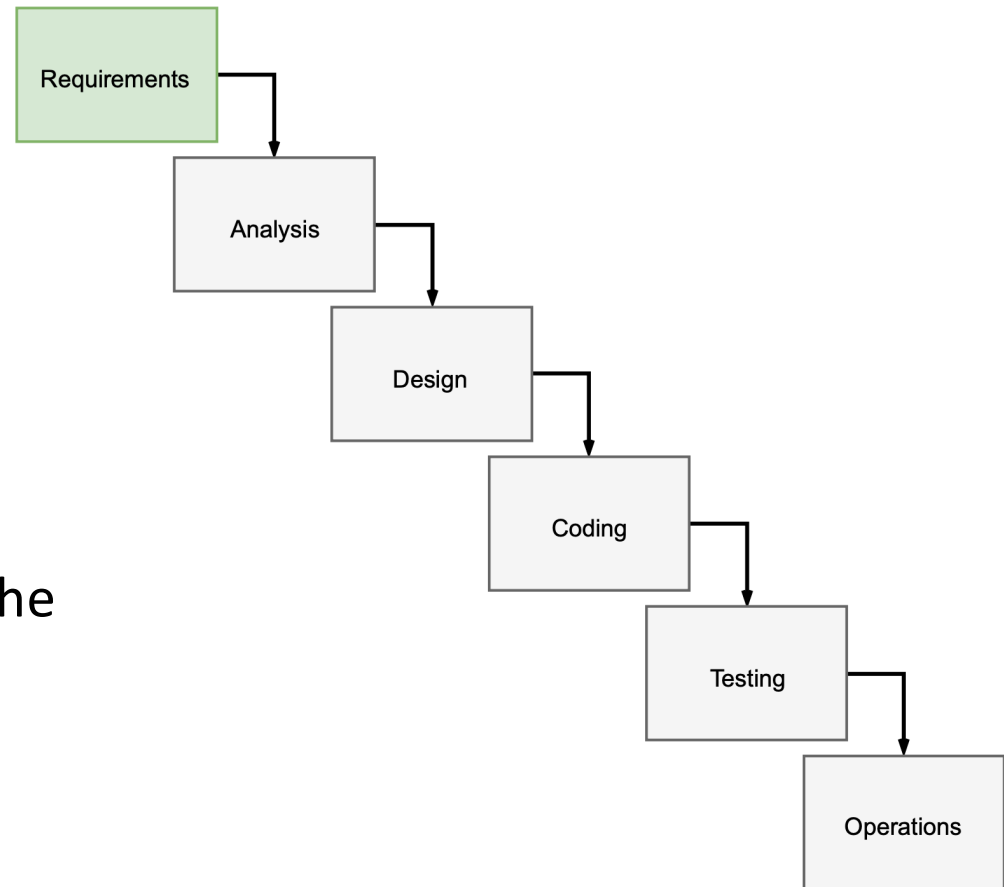 Requirements
Analysis
Design
Coding
he
Testing
Operations